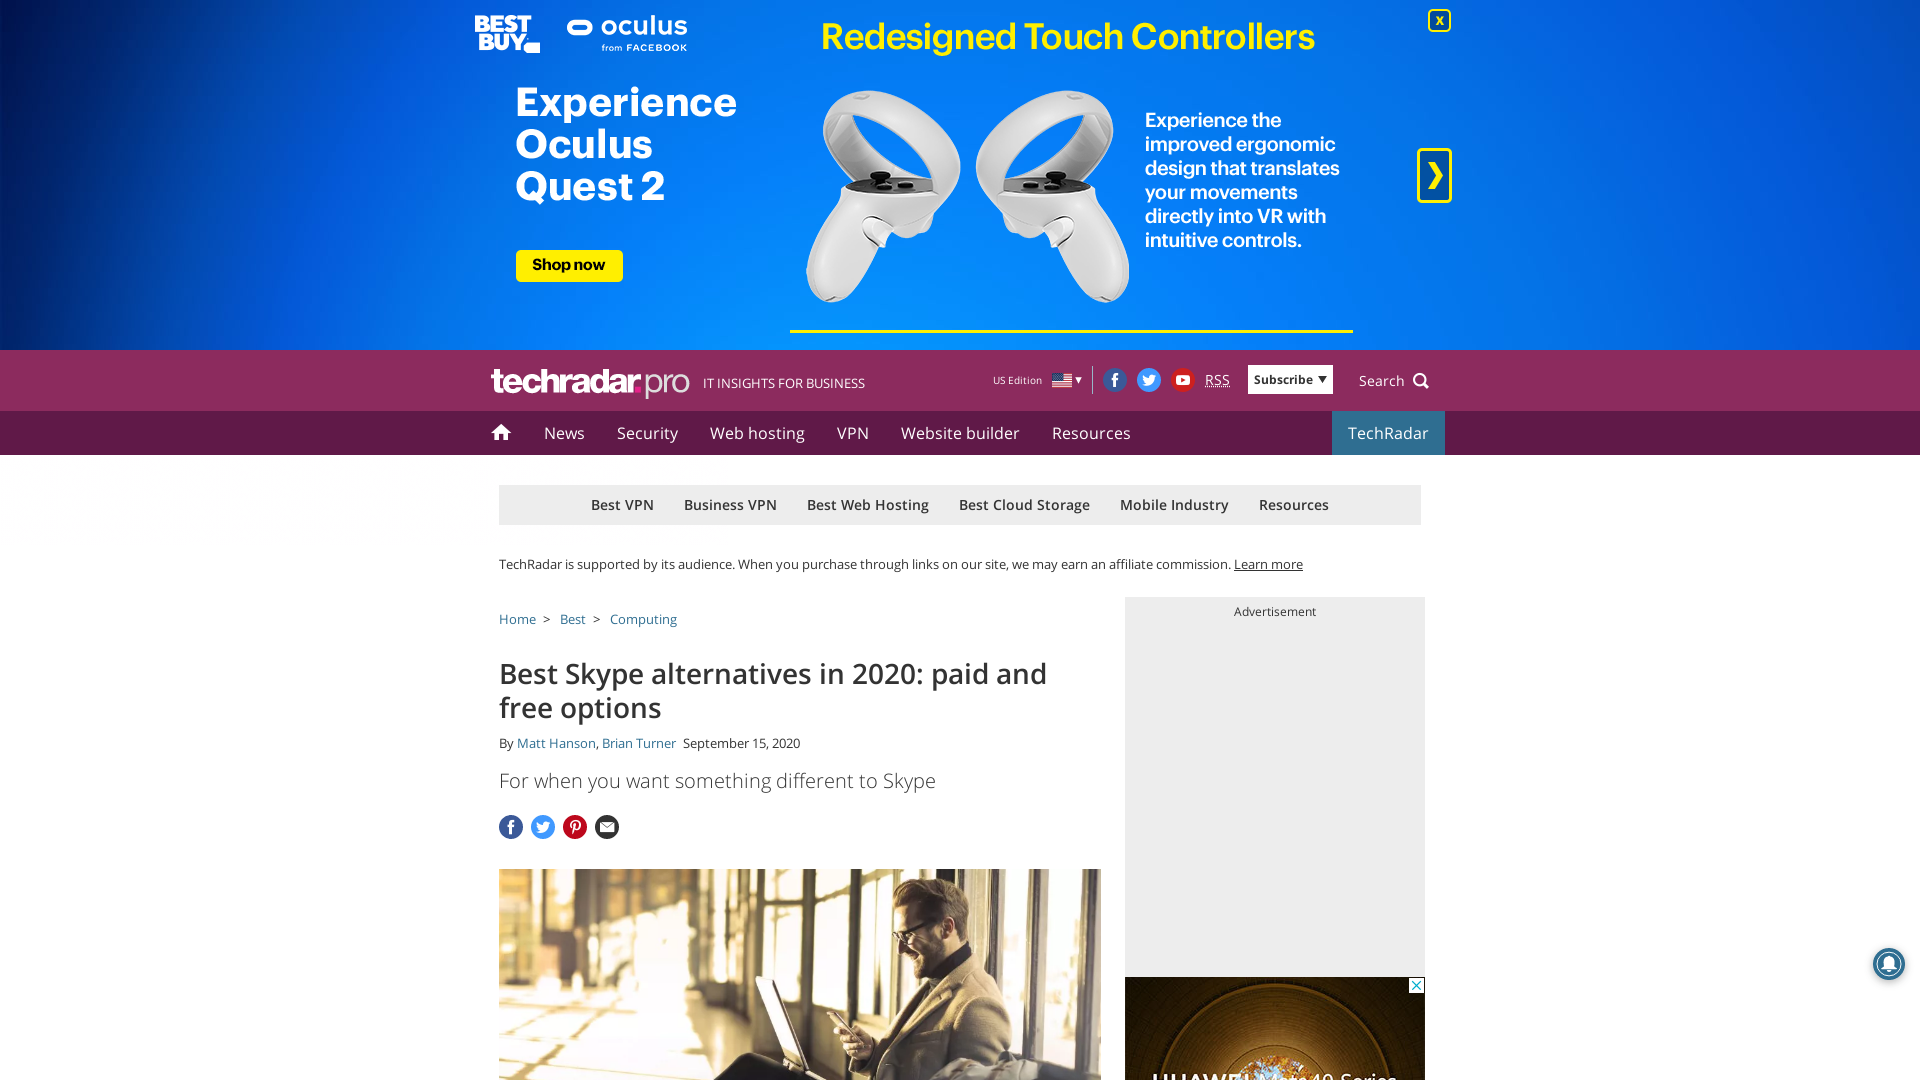 BEST BUY
oculus
from FACEBOOK
Redesigned Touch Controllers
x
Experience
Oculus
Quest 2
Experience the
improved ergonomic
design that translates
your movements
directly into VR with
intuitive controls.
Shop now
techradar.pro
IT INSIGHTS FOR BUSINESS
US Edition
RSS
Subscribe
Search
News
Security
Web hosting
VPN
Website builder
Resources
TechRadar
Best VPN
Business VPN
Best Web Hosting
Best Cloud Storage
Mobile Industry
Resources
TechRadar is supported by its audience. When you purchase through links on our site, we may earn an affiliate commission. Learn more
Home > Best > Computing
Advertisement
Best Skype alternatives in 2020: paid and
free options
By Matt Hanson, Brian Turner September 15, 2020
For when you want something different to Skype
HUAWEI Mate40 Series